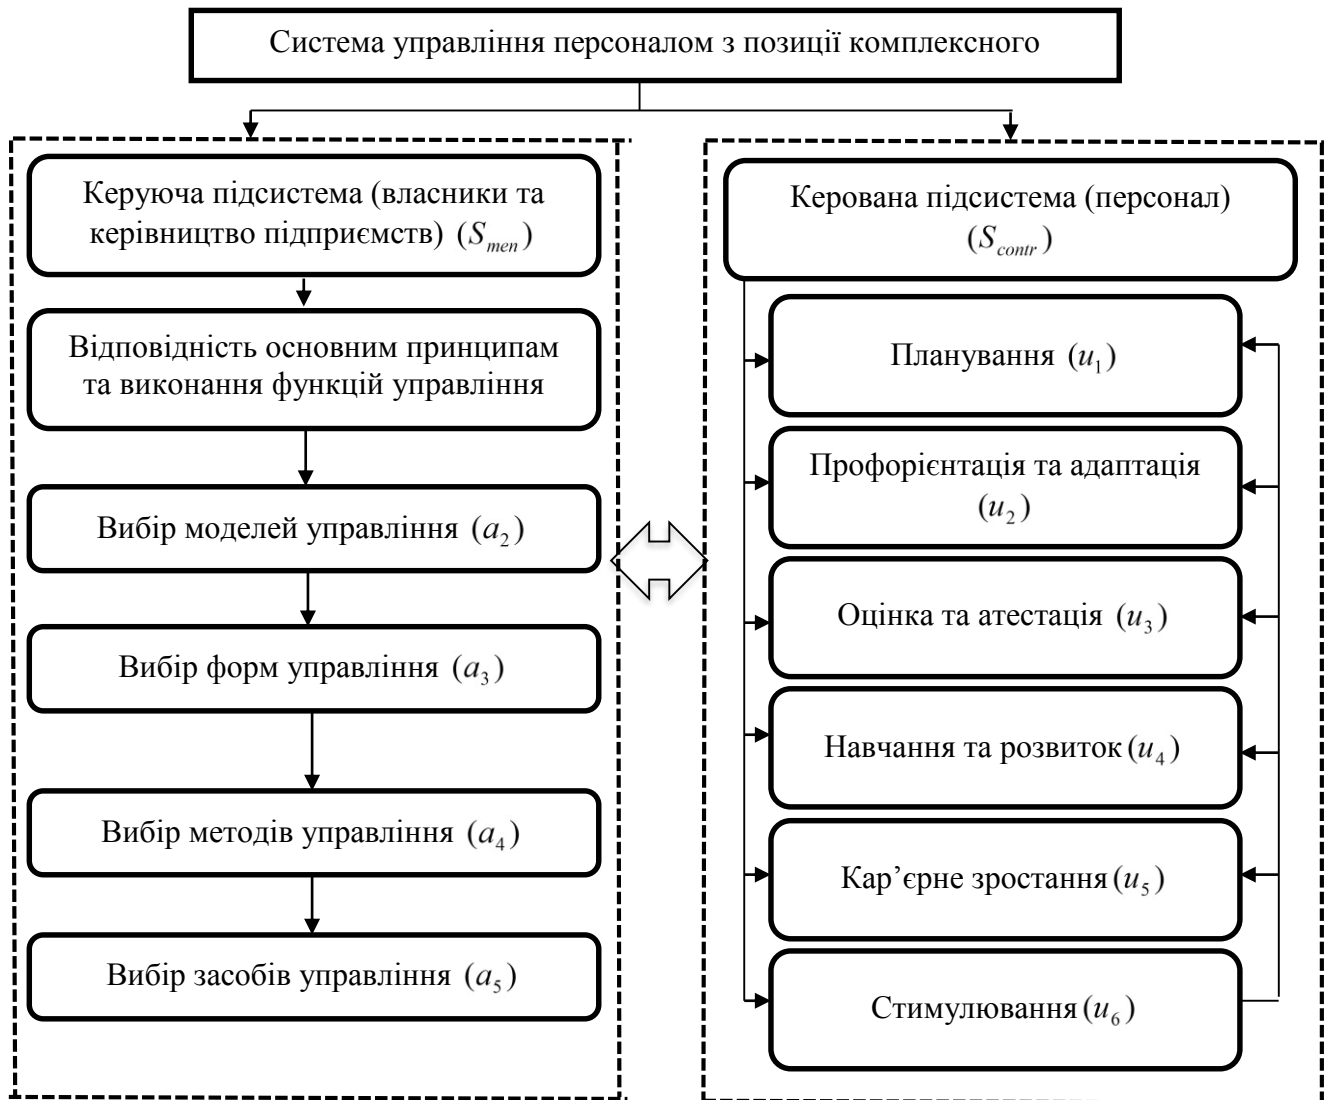 Система управління персоналом з позиції комплексного
Керуюча підсистема (власники та
керівництво підприємств) (S_men)
Відповідність основним принципам
та виконання функцій управління
Вибір моделей управління (a_2)
Вибір форм управління (a_3)
Вибір методів управління (a_4)
Вибір засобів управління (a_5)
Керована підсистема (персонал)
(S_contr)
Планування (u_1)
Профорієнтація та адаптація
(u_2)
Оцінка та атестація (u_3)
Навчання та розвиток (u_4)
Кар’єрне зростання (u_5)
Стимулювання (u_6)